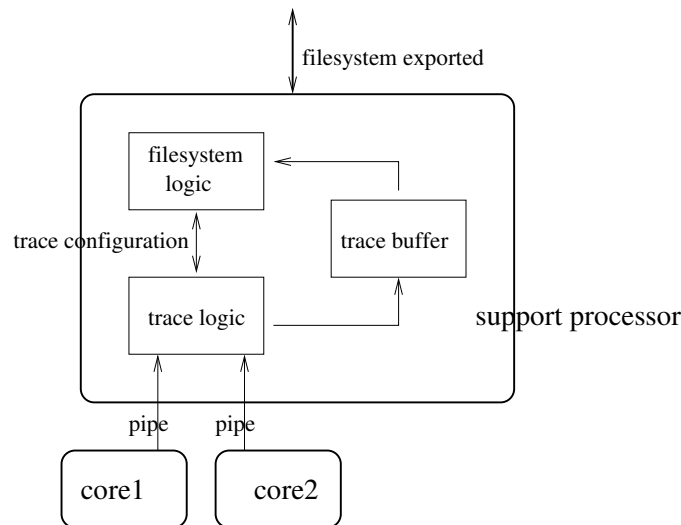 filesystem exported
filesystem
logic
trace configuration
trace buffer
trace logic
support processor
pipe
pipe
core1
core2